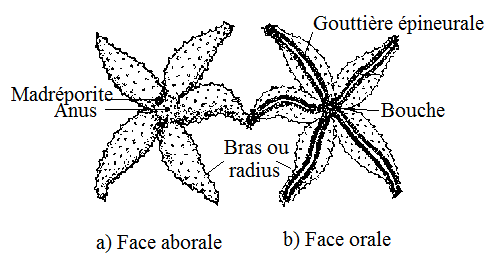 Gouttière épineurale
Madréporite
Anus
Bouche
Bras ou
radius
a) Face aborale
b) Face orale